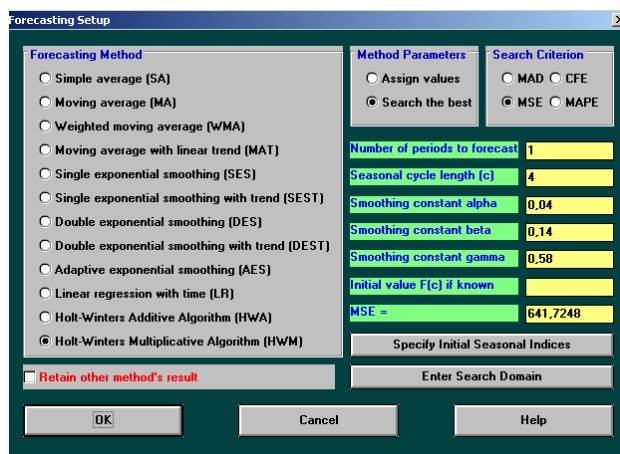 Forecasting Setup
Forecasting Method
Simple average (SA)
Moving average (MA)
Weighted moving average (WMA)
Moving average with linear trend (MAT)
Single exponential smoothing (SES)
Single exponential smoothing with trend (SEST)
Double exponential smoothing (DES)
Double exponential smoothing with trend (DEST)
Adaptive exponential smoothing (AES)
Linear regression with time (LR)
Holt-Winters Additive Algorithm (HWA)
Holt-Winters Multiplicative Algorithm (HWM)
Retain other method's result
Method Parameters
Assign values
Search the best
Search Criterion
MAD CFE
MSE MAPE
Number of periods to forecast 1
Seasonal cycle length (c) 4
Smoothing constant alpha 0,04
Smoothing constant beta 0,14
Smoothing constant gamma 0,58
Initial value F(c) if known
MSE = 641,7248
Specify Initial Seasonal Indices
Enter Search Domain
OK Cancel Help